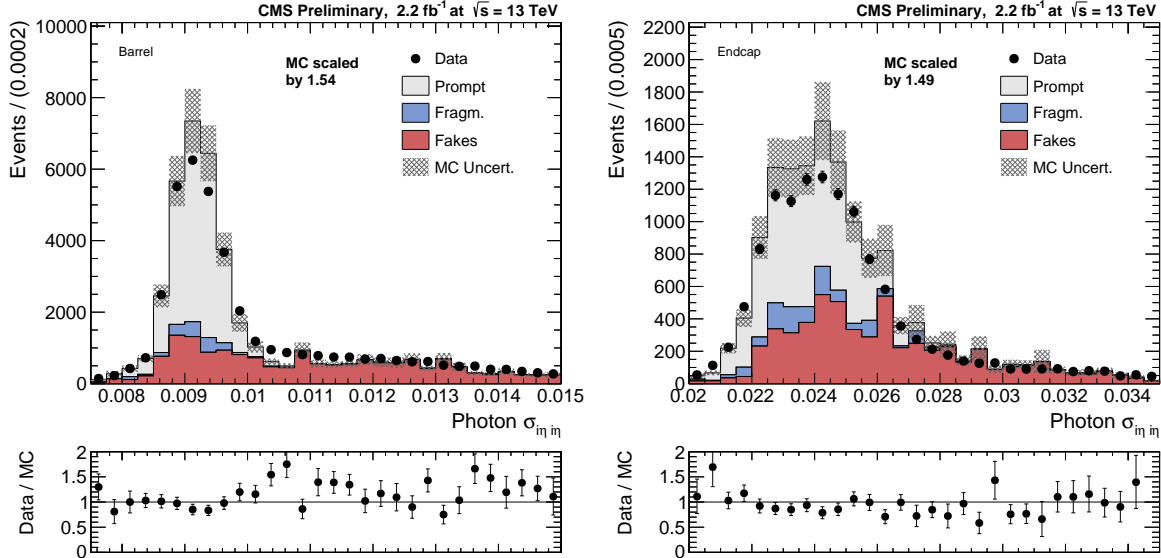 CMS Preliminary, 2.2 fb⁻¹ at √s = 13 TeV
Events / (0.0002)
10000
8000
6000
4000
2000
0
Barrel
MC scaled
by 1.54
Data
Prompt
Fragm.
Fakes
MC Uncert.
0.008 0.009 0.01 0.011 0.012 0.013 0.014 0.015
Photon σiη iη
Data / MC
2
1.5
1
0.5
0
CMS Preliminary, 2.2 fb⁻¹ at √s = 13 TeV
Events / (0.0005)
2200
2000
1800
1600
1400
1200
1000
800
600
400
200
0
Endcap
MC scaled
by 1.49
Data
Prompt
Fragm.
Fakes
MC Uncert.
0.02 0.022 0.024 0.026 0.028 0.03 0.032 0.034
Photon σiη iη
Data / MC
2
1.5
1
0.5
0